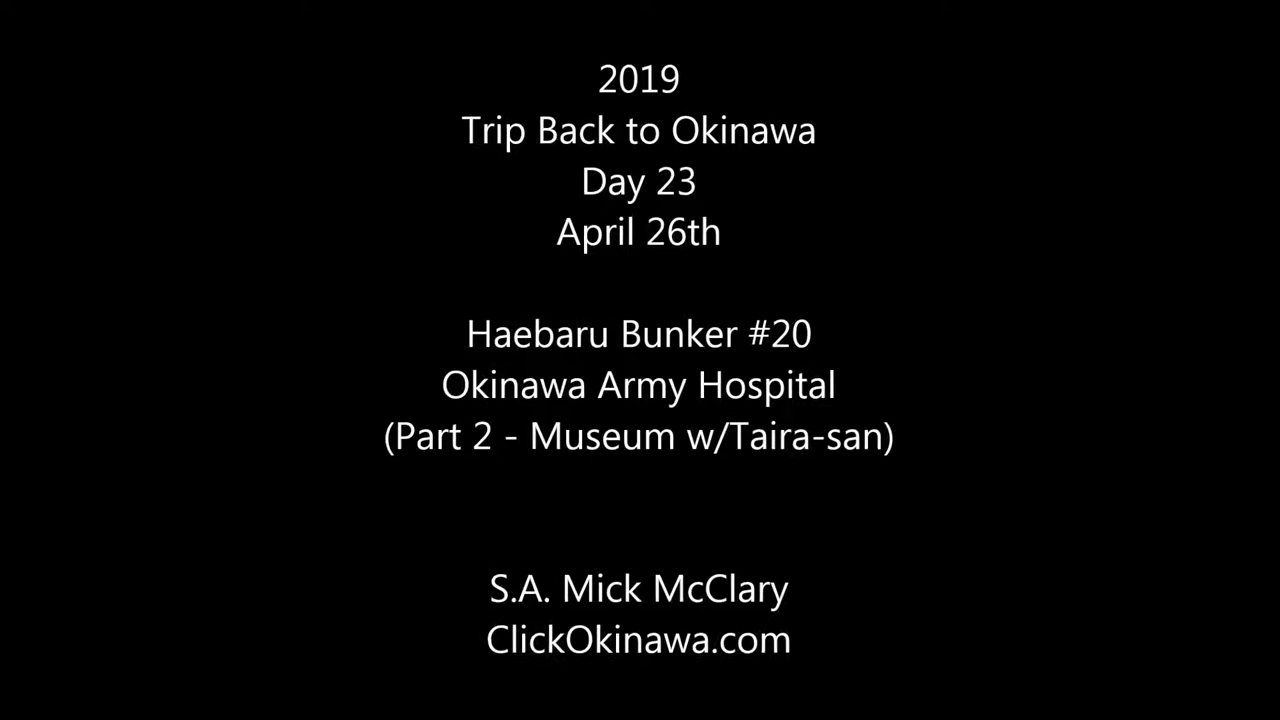 2019
Trip Back to Okinawa
Day 23
April 26th
Haebaru Bunker #20
Okinawa Army Hospital
(Part 2 - Museum w/Taira-san)
S.A. Mick McClary
ClickOkinawa.com